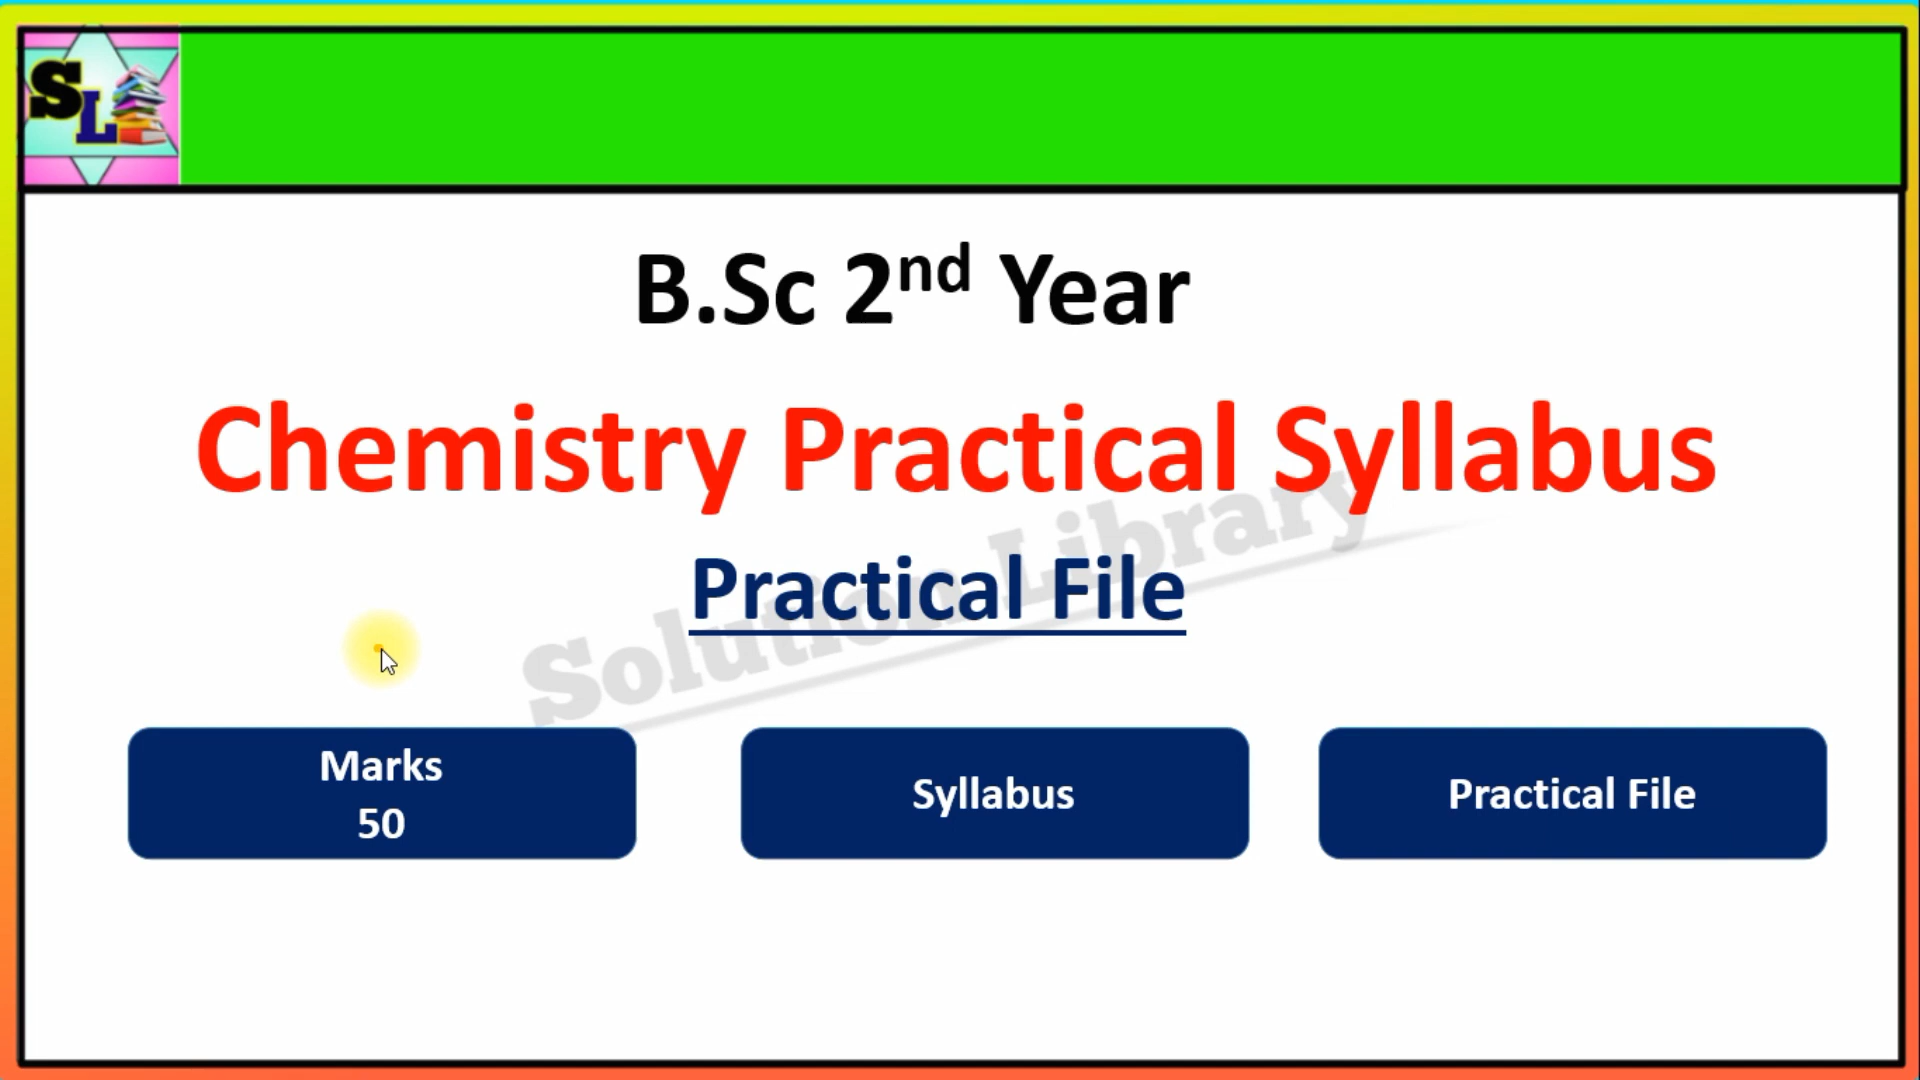 SL
B.Sc 2nd Year
Chemistry Practical Syllabus
Practical File
Solution Library
Marks
50
Syllabus
Practical File